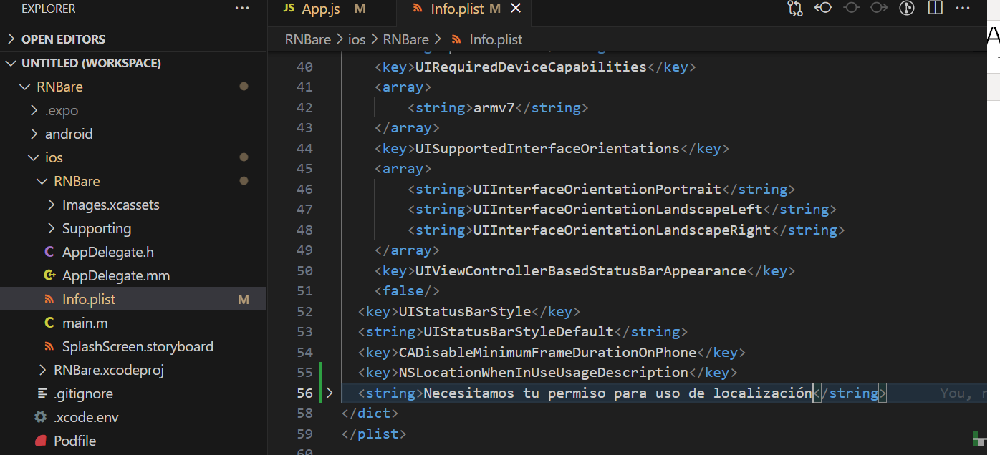 EXPLORER
OPEN EDITORS
UNTITLED (WORKSPACE)
RNBare
.expo
android
ios
RNBare
Images.xcassets
Supporting
C AppDelegate.h
AppDelegate.mm
Info.plist M
C main.m
SplashScreen.storyboard
RNBare.xcodeproj
.gitignore
.xcode.env
Podfile
JS App.js M
Info.plist M
RNBare > ios > RNBare > Info.plist
40 <key>UIRequiredDeviceCapabilities</key>
41 <array>
42 <string>armv7</string>
43 </array>
44 <key>UISupportedInterfaceOrientations</key>
45 <array>
46 <string>UIInterfaceOrientationPortrait</string>
47 <string>UIInterfaceOrientationLandscapeLeft</string>
48 <string>UIInterfaceOrientationLandscapeRight</string>
49 </array>
50 <key>UIViewControllerBasedStatusBarAppearance</key>
51 <false/>
52 <key>UIStatusBarStyle</key>
53 <string>UIStatusBarStyleDefault</string>
54 <key>CADisableMinimumFrameDurationOnPhone</key>
55 <key>NSLocationWhenInUseUsageDescription</key>
56 <string>Necesitamos tu permiso para uso de localización</string> You,
58 </dict>
59 </plist>
60